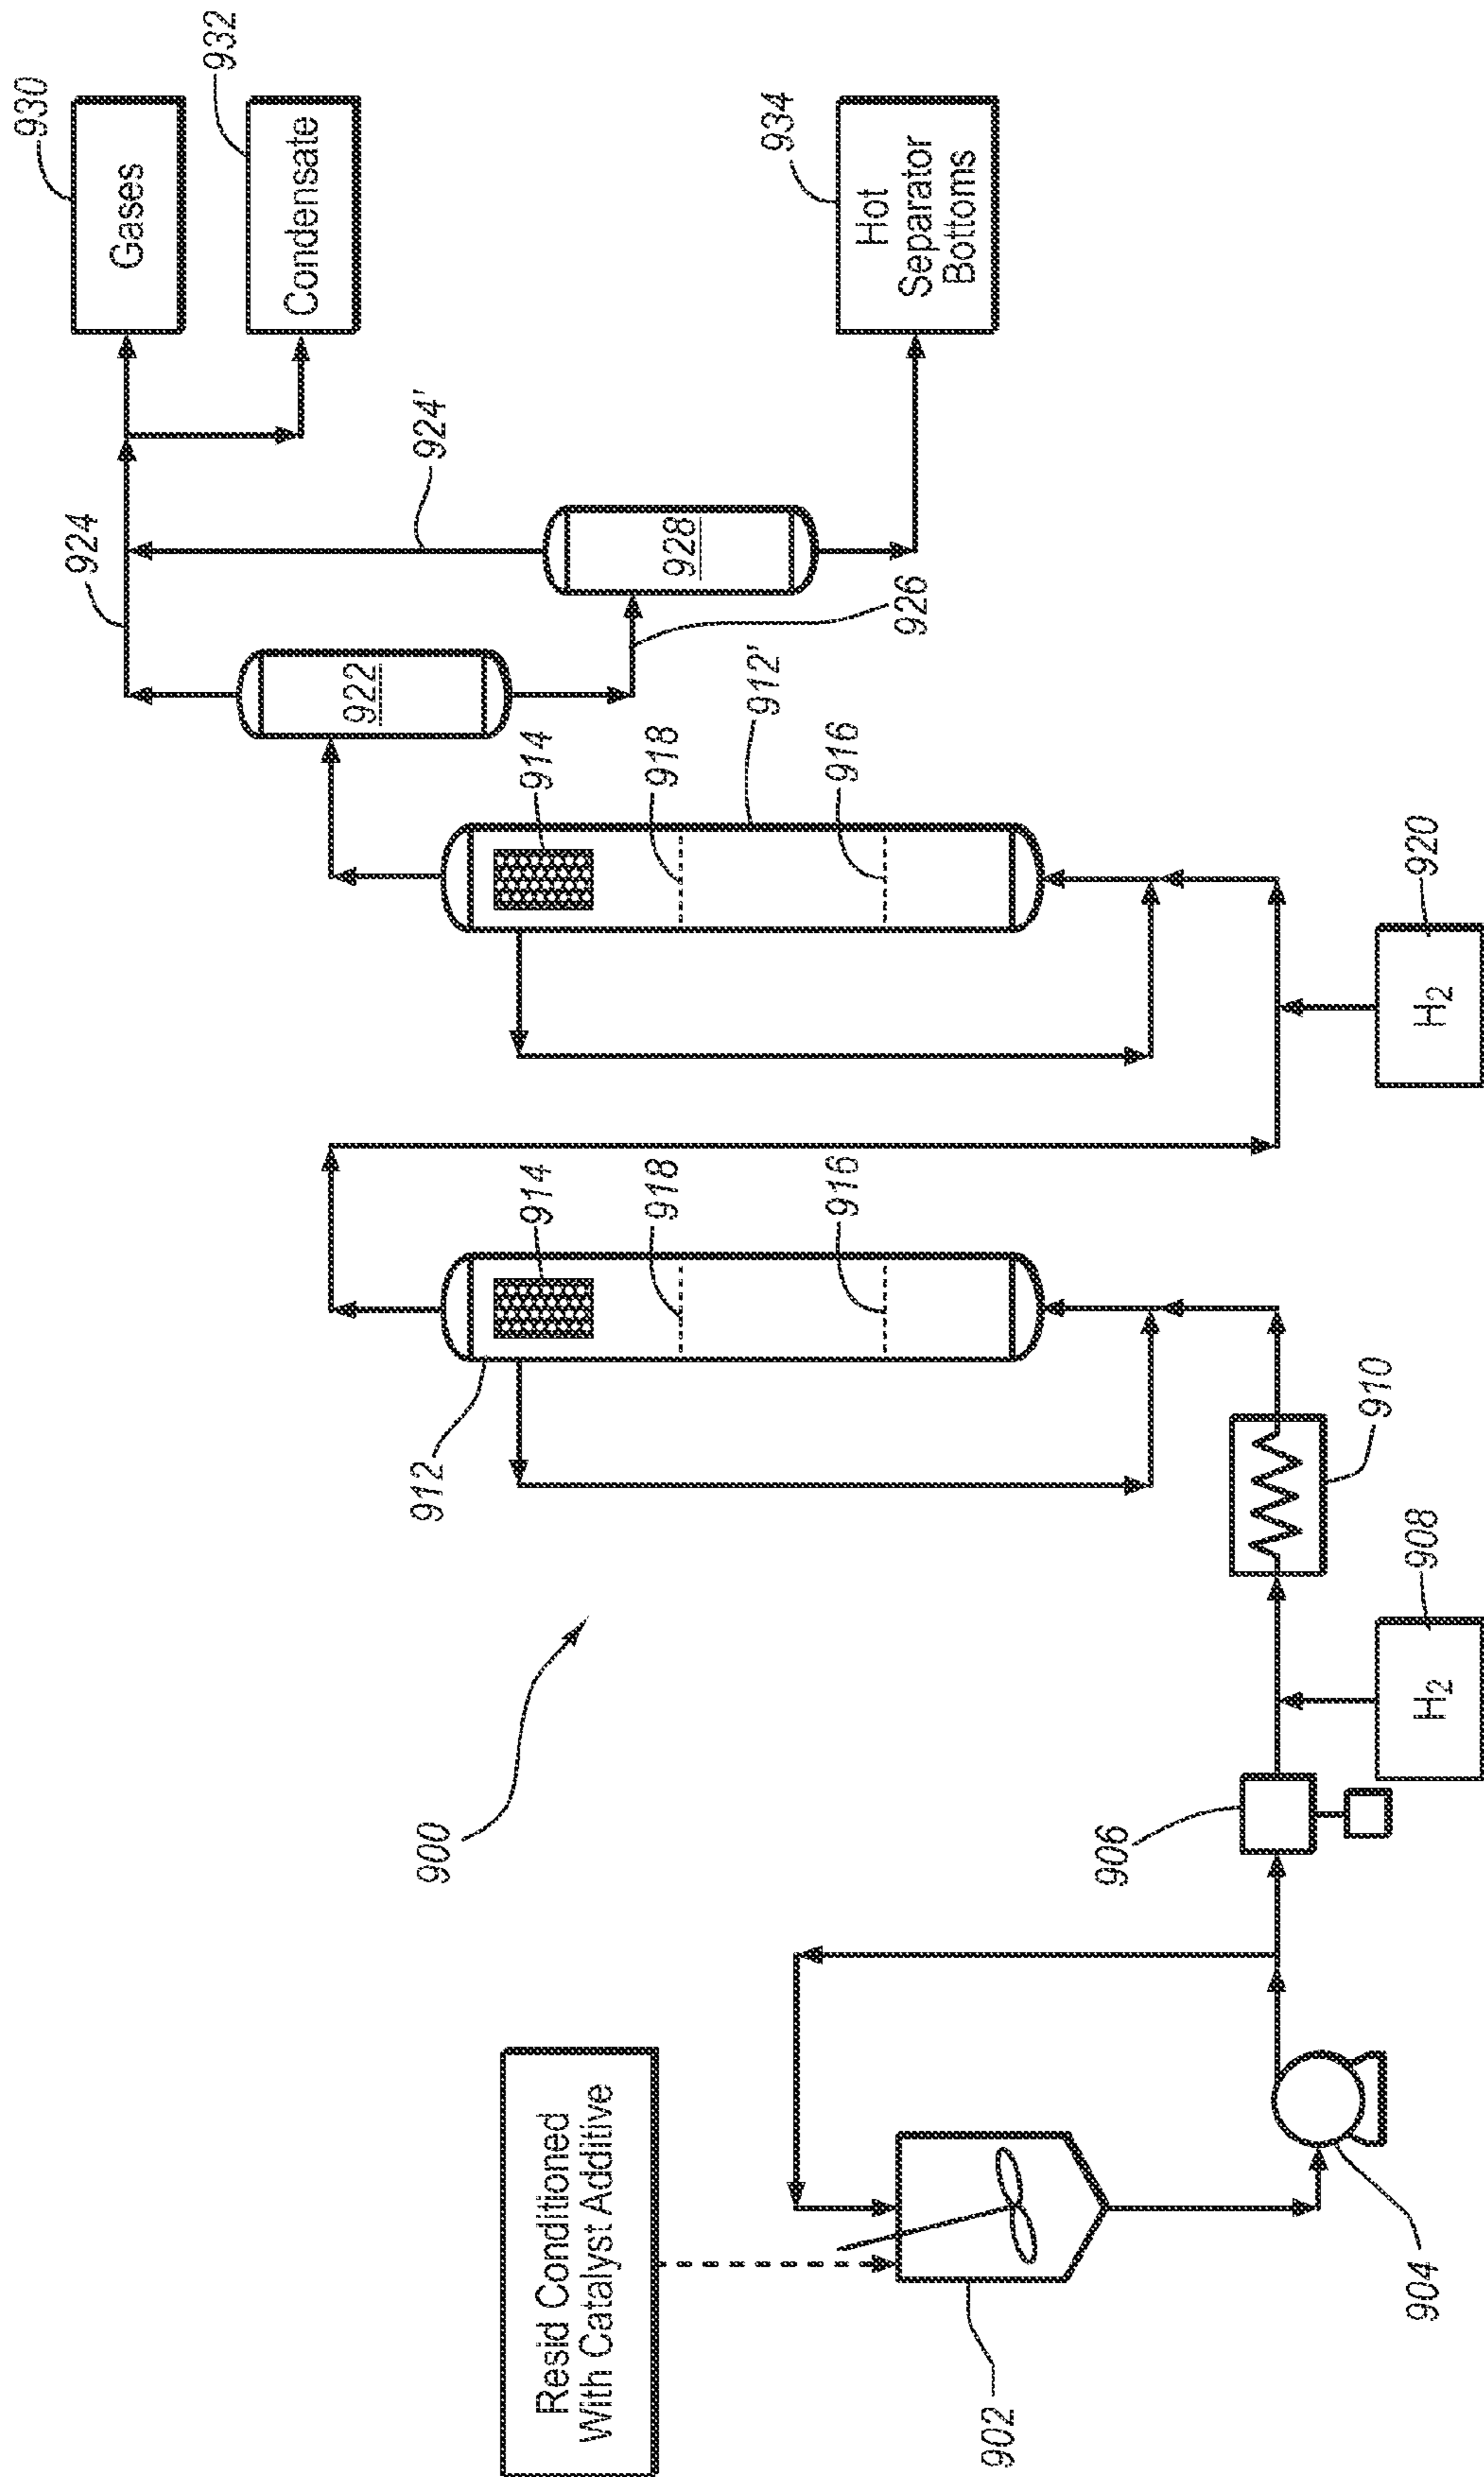 Resid Conditioned
With Catalyst Additive
902
904
900
906
H2
908
910
912
914
918
916
H2
920
914
918
912'
916
922
924
926
928
924'
Gases
930
Condensate
932
Hot
Separator
Bottoms
934